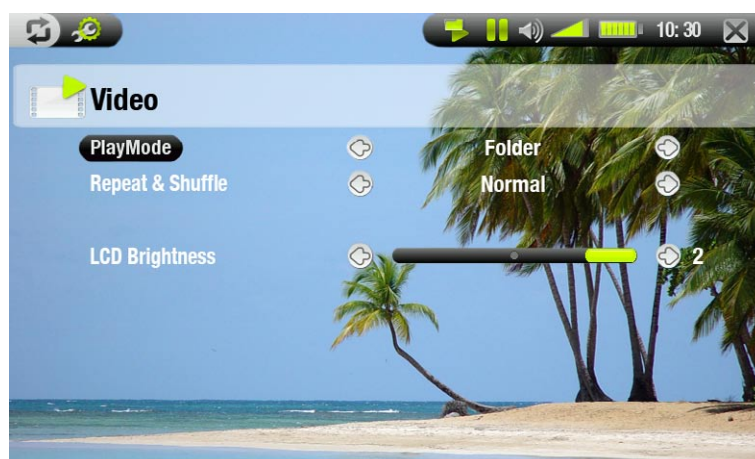 10:30
Video
PlayMode Folder
Repeat & Shuffle Normal
LCD Brightness 2